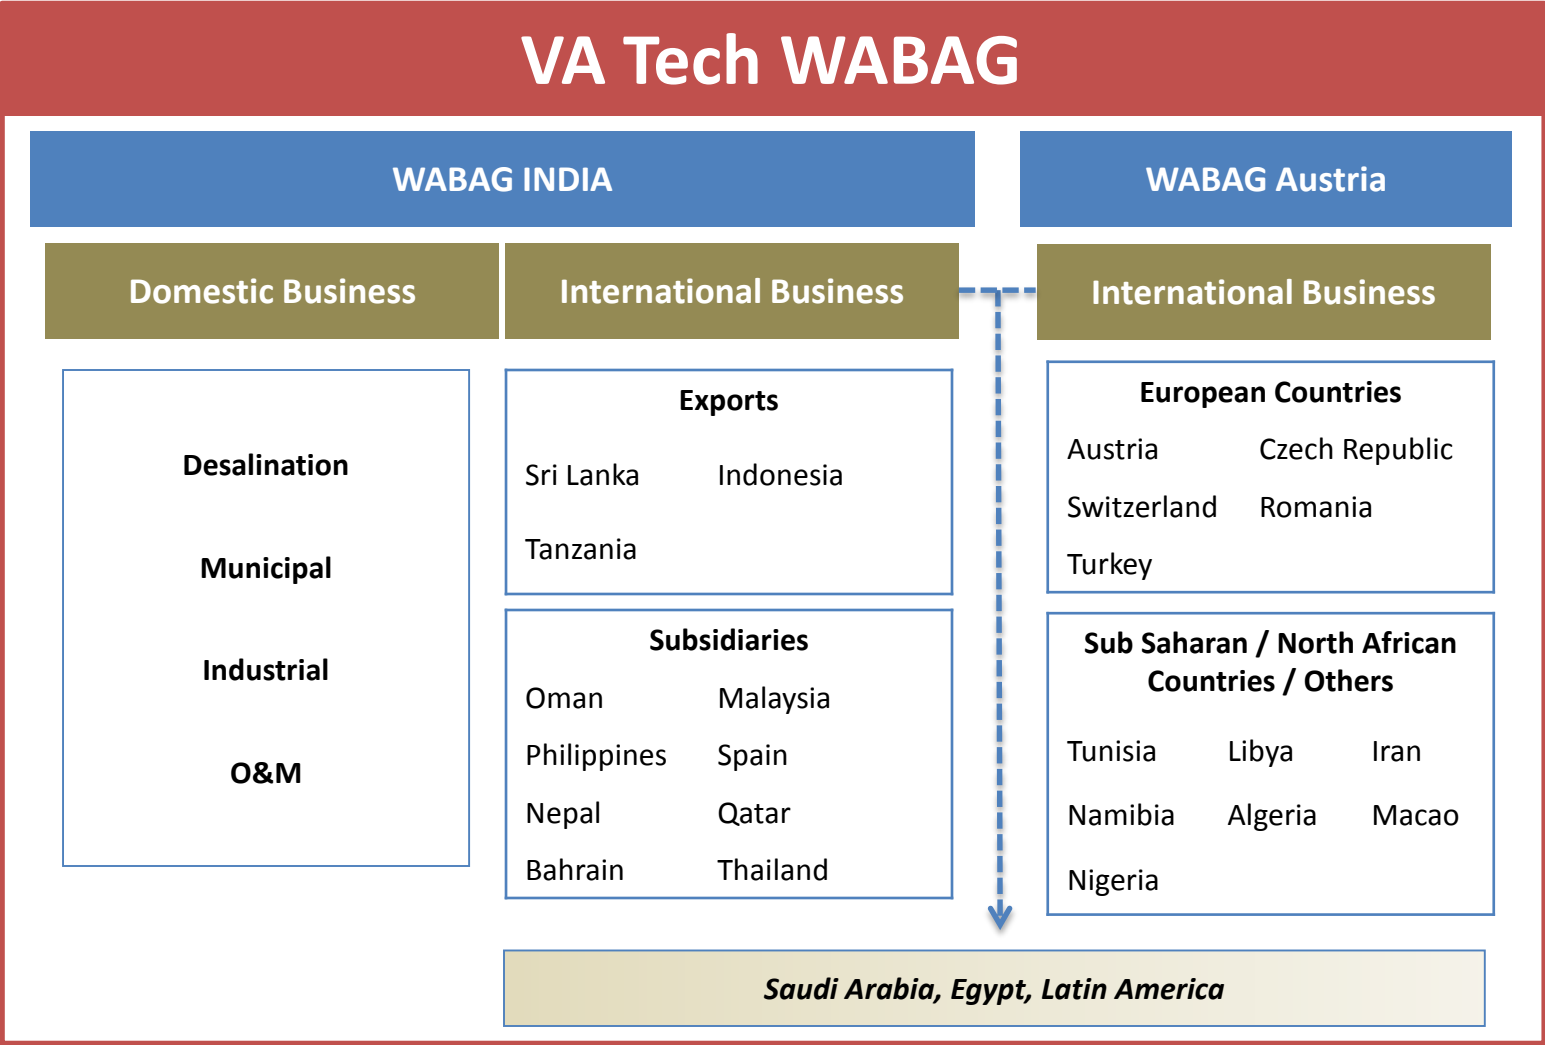 VA Tech WABAG
WABAG INDIA
WABAG Austria
Domestic Business
International Business
International Business
Desalination
Municipal
Industrial
O&M
Exports
Sri Lanka Indonesia
Tanzania
Subsidiaries
Oman Malaysia
Philippines Spain
Nepal Qatar
Bahrain Thailand
European Countries
Austria Czech Republic
Switzerland Romania
Turkey
Sub Saharan / North African
Countries / Others
Tunisia Libya Iran
Namibia Algeria Macao
Nigeria
Saudi Arabia, Egypt, Latin America